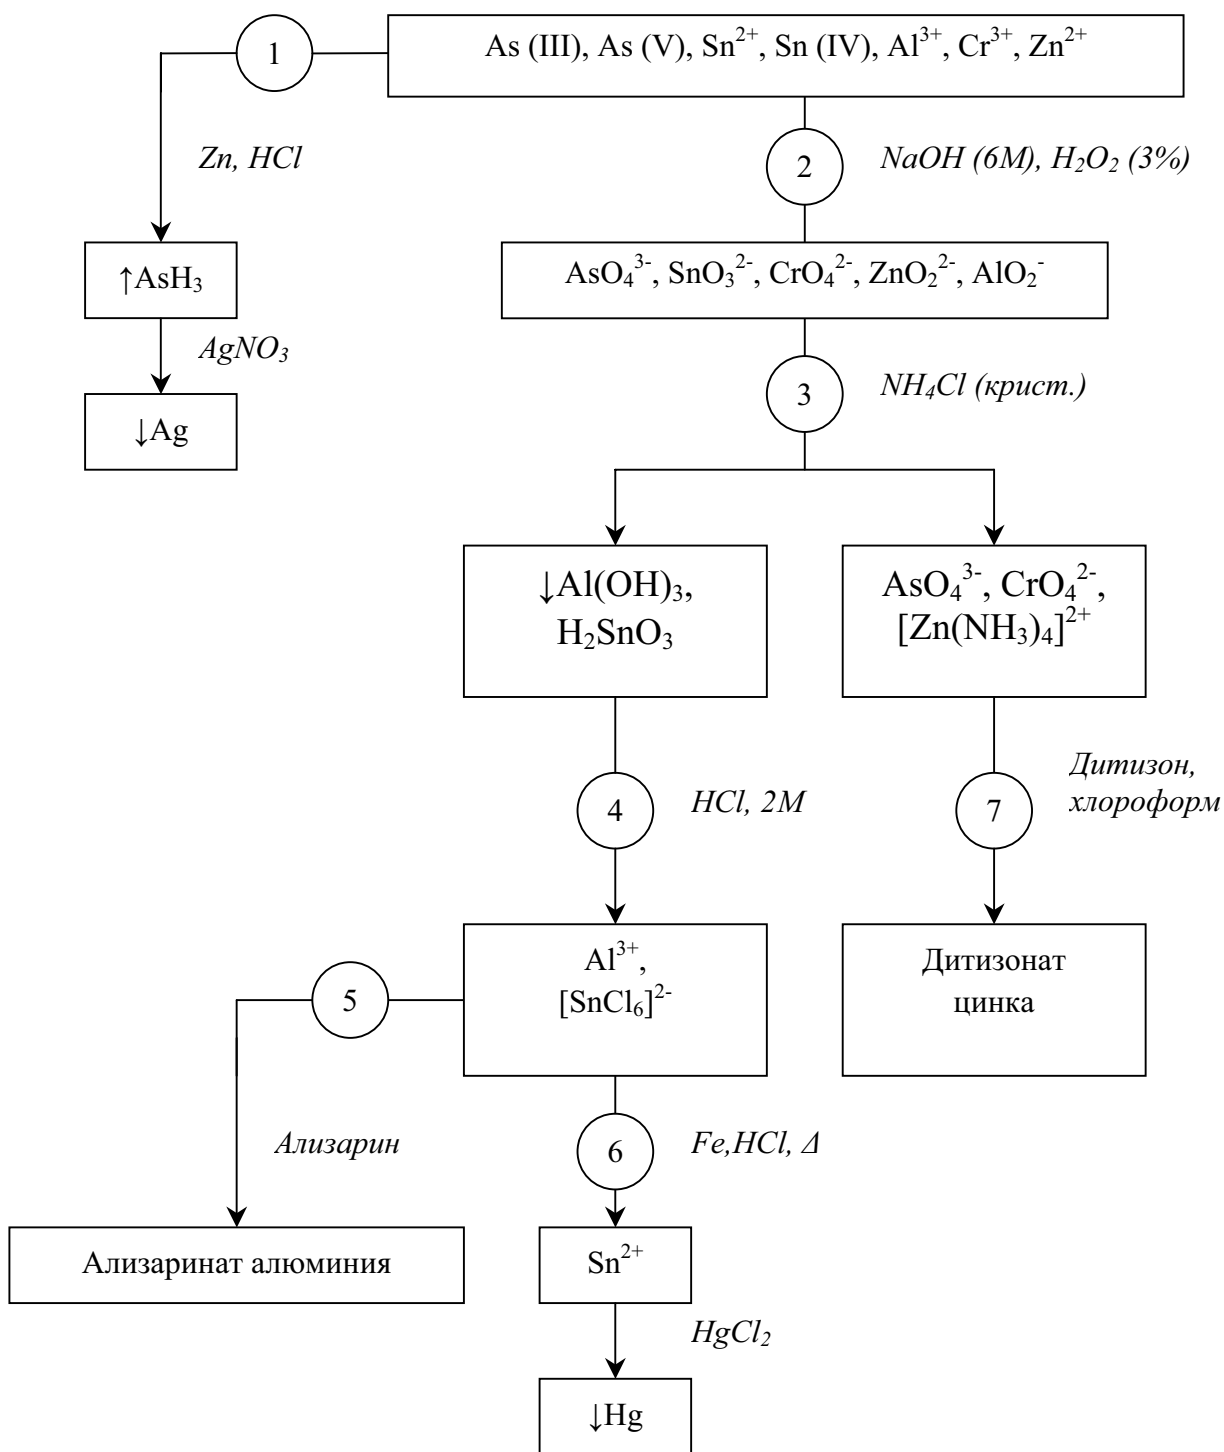 1
As (III), As (V), Sn²⁺, Sn (IV), Al³⁺, Cr³⁺, Zn²⁺
Zn, HCl
2
NaOH (6M), H₂O₂ (3%)
↑AsH₃
AsO₄³⁻, SnO₃²⁻, CrO₄²⁻, ZnO₂²⁻, AlO₂⁻
AgNO₃
3
NH₄Cl (крист.)
↓Ag
↓Al(OH)₃,
H₂SnO₃
AsO₄³⁻, CrO₄²⁻,
[Zn(NH₃)₄]²⁺
4
HCl, 2M
7
Дитизон,
хлороформ
5
Al³⁺,
[SnCl₆]²⁻
Дитизонат
цинка
Ализарин
6
Fe,HCl, Δ
Ализаринат алюминия
Sn²⁺
HgCl₂
↓Hg